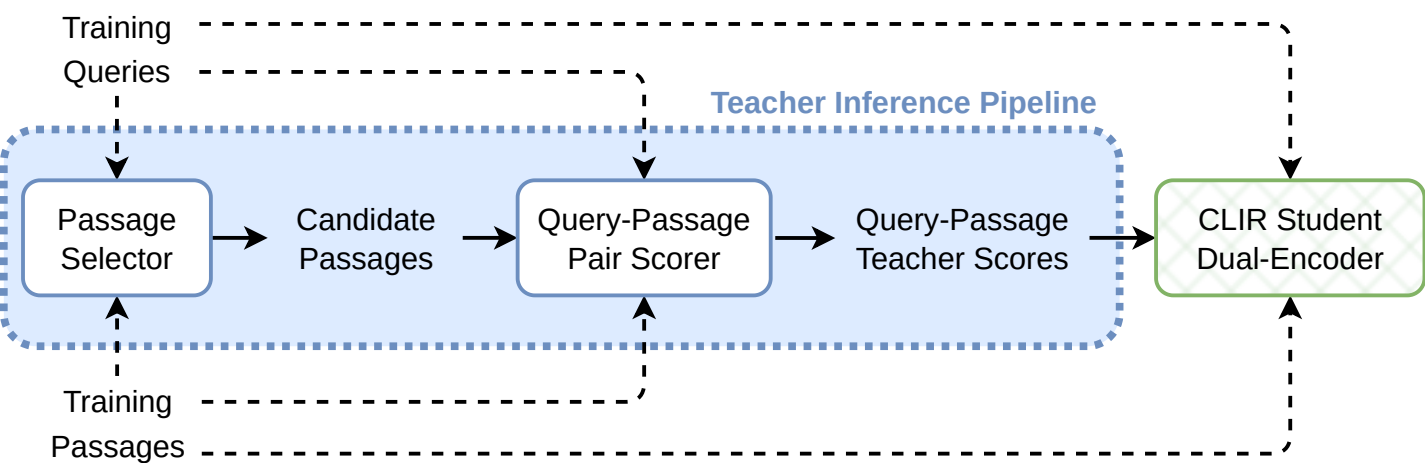 Training
Queries
Teacher Inference Pipeline
Passage
Selector
Candidate
Passages
Query-Passage
Pair Scorer
Query-Passage
Teacher Scores
CLIR Student
Dual-Encoder
Training
Passages